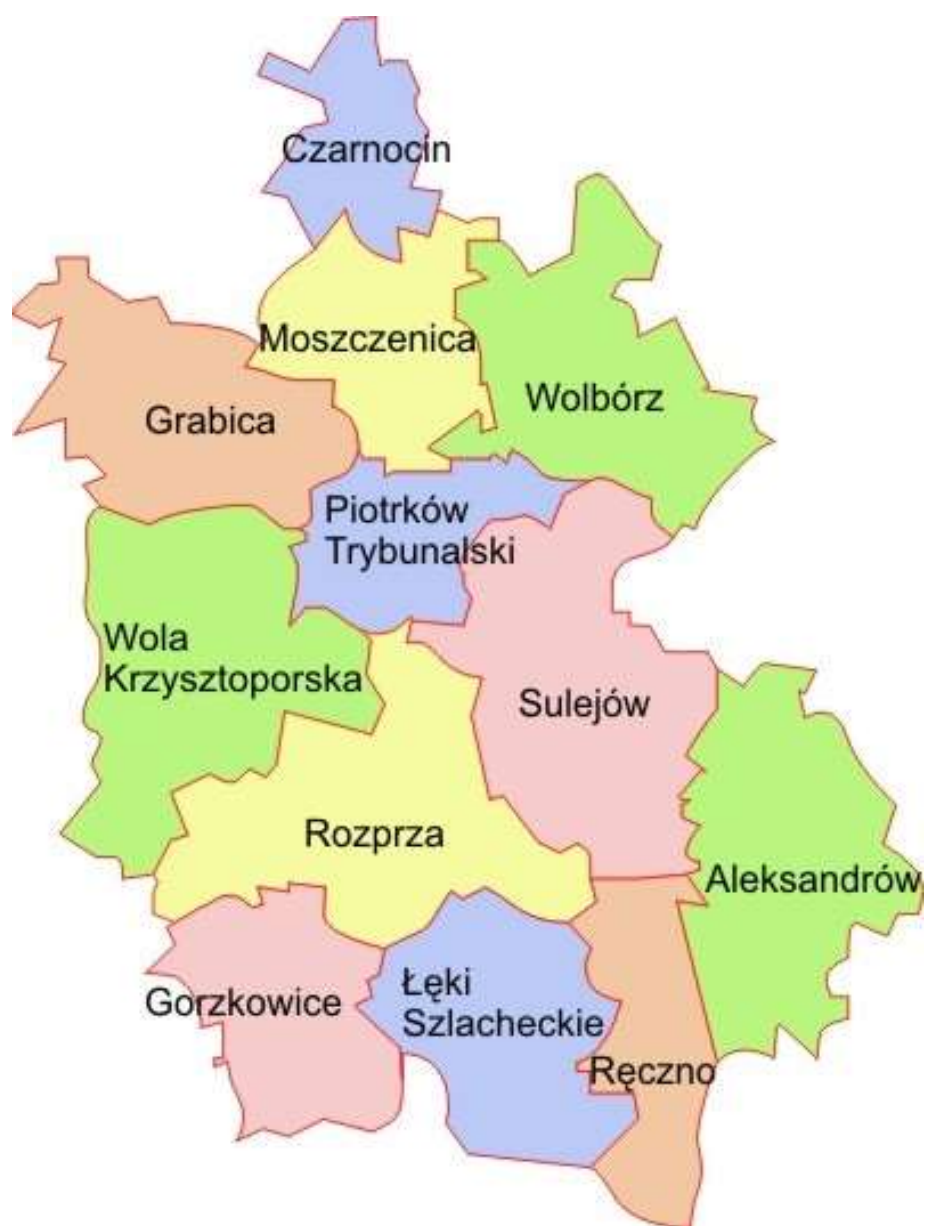 Czarnocin
Moszczenica
Wolbórz
Grabica
Piotrków
Trybunalski
Wola
Krzysztoporska
Sulejów
Rozprza
Aleksandrów
Gorzkowice
Łęki
Szlacheckie
Ręczno